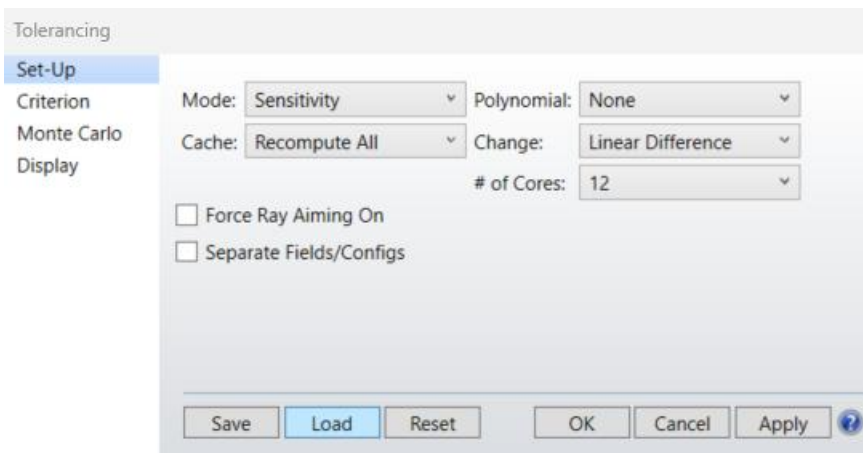 Tolerancing
Set-Up
Criterion
Monte Carlo
Display
Mode: Sensitivity Polynomial: None
Cache: Recompute All Change: Linear Difference
# of Cores: 12
Force Ray Aiming On
Separate Fields/Configs
Save Load Reset OK Cancel Apply ?